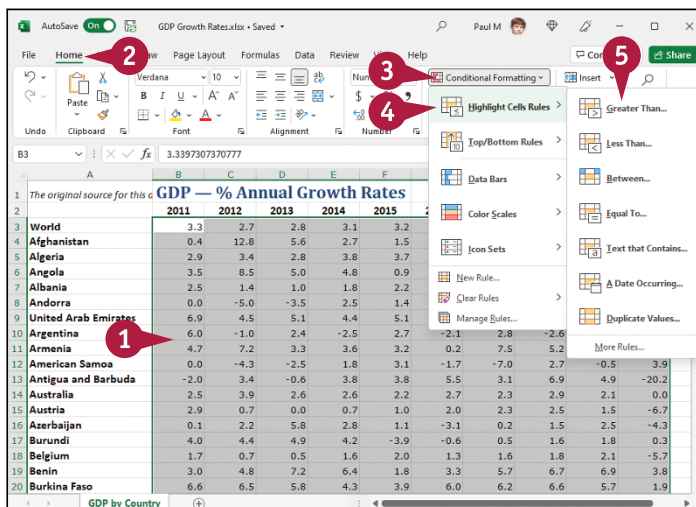 AutoSave On GDP Growth Rates.xlsx • Saved Paul M
File Home Page Layout Formulas Data Review Help Share
2 5
3 Conditional Formatting Insert
4
Paste
Verdana 10
B I U A A
A
$
Undo Clipboard Font Alignment Number
Highlight Cells Rules
Top/Bottom Rules
Data Bars
Color Scales
Icon Sets
New Rule...
Clear Rules
Manage Rules...
Greater Than...
Less Than...
Between...
Equal To...
Text that Contains...
A Date Occurring...
Duplicate Values...
More Rules...
B3 fx 3.3397307370777
A B C D E F
1 The original source for this GDP — % Annual Growth Rates
2 2011 2012 2013 2014 2015
3 World 3.3 2.7 2.8 3.1 3.2
4 Afghanistan 0.4 12.8 5.6 2.7 1.5
5 Algeria 2.9 3.4 2.8 3.8 3.7
6 Angola 3.5 8.5 5.0 4.8 0.9
7 Albania 2.5 1.4 1.0 1.8 2.2
8 Andorra 0.0 -5.0 -3.5 2.5 1.4
9 United Arab Emirates 6.9 4.5 5.1 4.4 5.1
10 Argentina 6.0 -1.0 2.4 -2.5 2.7 -2.1 2.8 -2.6
1
11 Armenia 4.7 7.2 3.3 3.6 3.2 0.2 7.5 5.2
12 American Samoa 0.0 -4.3 -2.5 1.8 3.1 -1.7 -7.0 2.7 -0.5 3.9
13 Antigua and Barbuda -2.0 3.4 -0.6 3.8 3.8 5.5 3.1 6.9 4.9 -20.2
14 Australia 2.5 3.9 2.6 2.6 2.2 2.7 2.3 2.9 2.1 0.0
15 Austria 2.9 0.7 0.0 0.7 1.0 2.0 2.3 2.5 1.5 -6.7
16 Azerbaijan 0.1 2.2 5.8 2.8 1.1 -3.1 0.2 1.5 2.5 -4.3
17 Burundi 4.0 4.4 4.9 4.2 -3.9 -0.6 0.5 1.6 1.8 0.3
18 Belgium 1.7 0.7 0.5 1.6 2.0 1.3 1.6 1.8 2.1 -5.7
19 Benin 3.0 4.8 7.2 6.4 1.8 3.3 5.7 6.7 6.9 3.8
20 Burkina Faso 6.6 6.5 5.8 4.3 3.9 6.0 6.2 6.6 5.7 1.9
GDP by Country